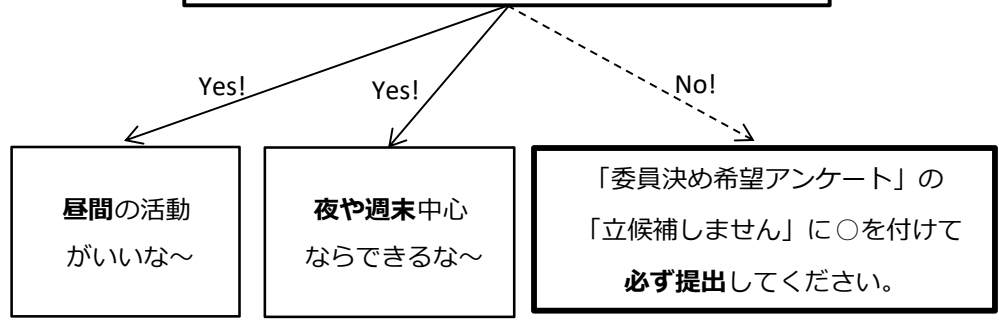 Yes!
Yes!
No!
昼間の活動
がいいな～
夜や週末中心
ならできるな～
「委員決め希望アンケート」の
「立候補しません」に○を付けて
必ず提出してください。